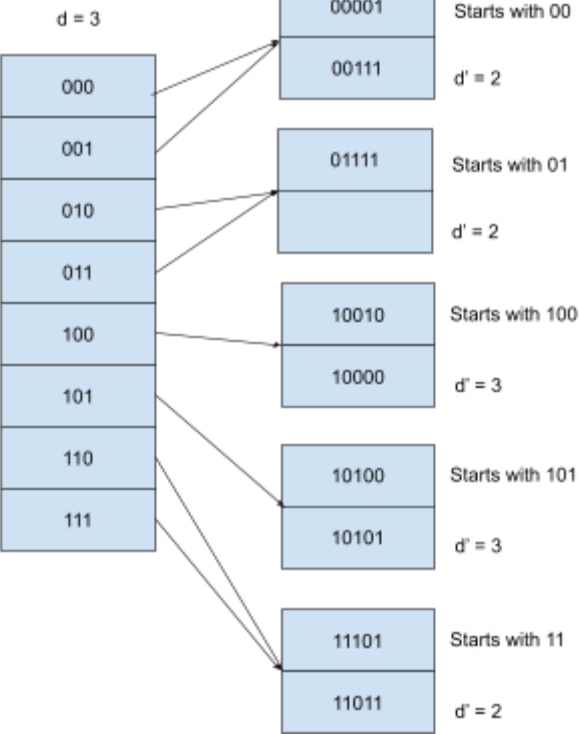 d = 3
000
001
010
011
100
101
110
111
00001
Starts with 00
00111
d' = 2
01111
Starts with 01
d' = 2
10010
Starts with 100
10000
d' = 3
10100
Starts with 101
10101
d' = 3
11101
Starts with 11
11011
d' = 2